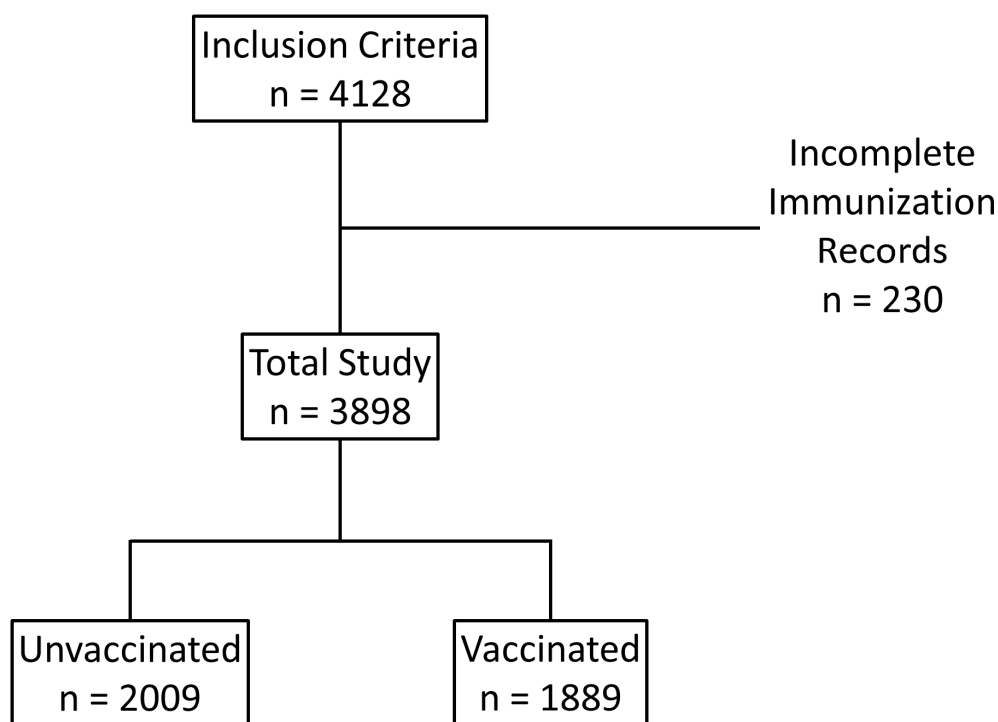 Inclusion Criteria
n = 4128
Incomplete
Immunization
Records
n = 230
Total Study
n = 3898
Unvaccinated
n = 2009
Vaccinated
n = 1889